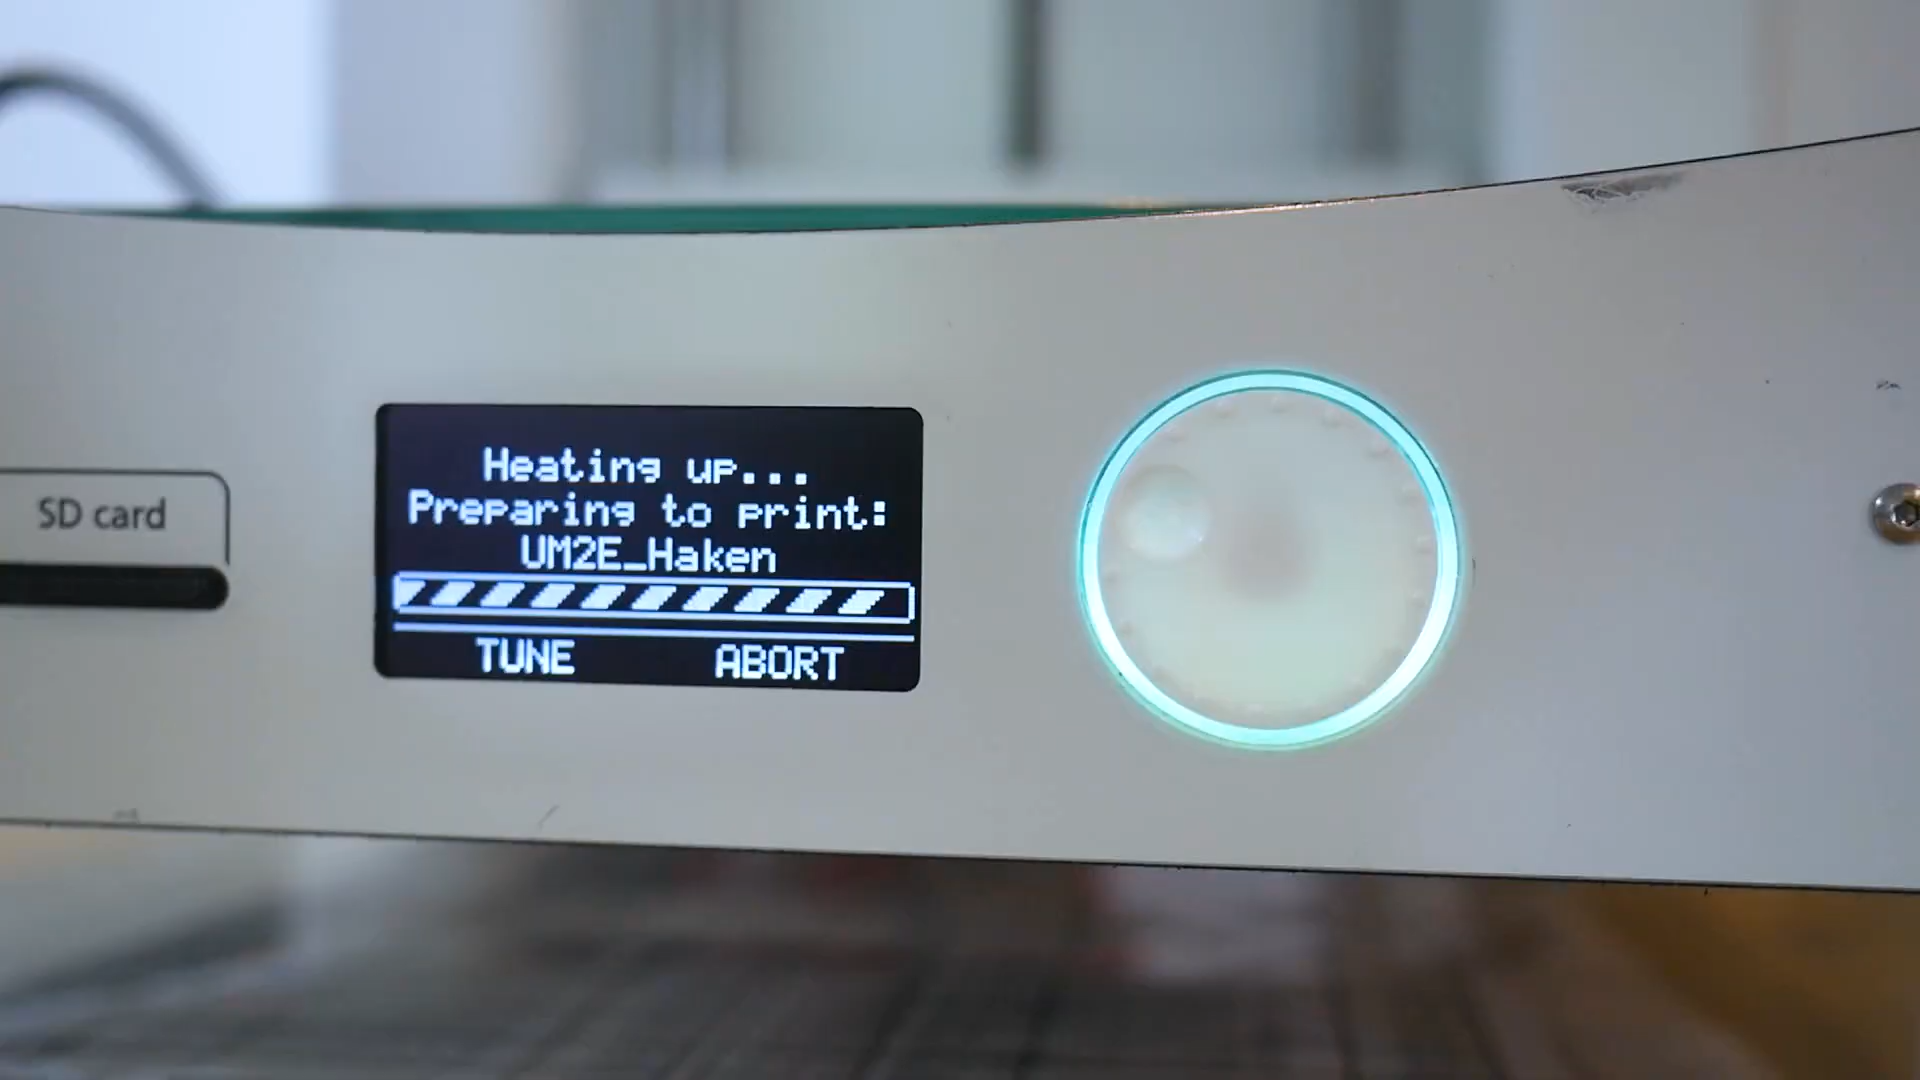 SD card
Heating up...
Preparing to print:
UM2E_Haken
TUNE ABORT